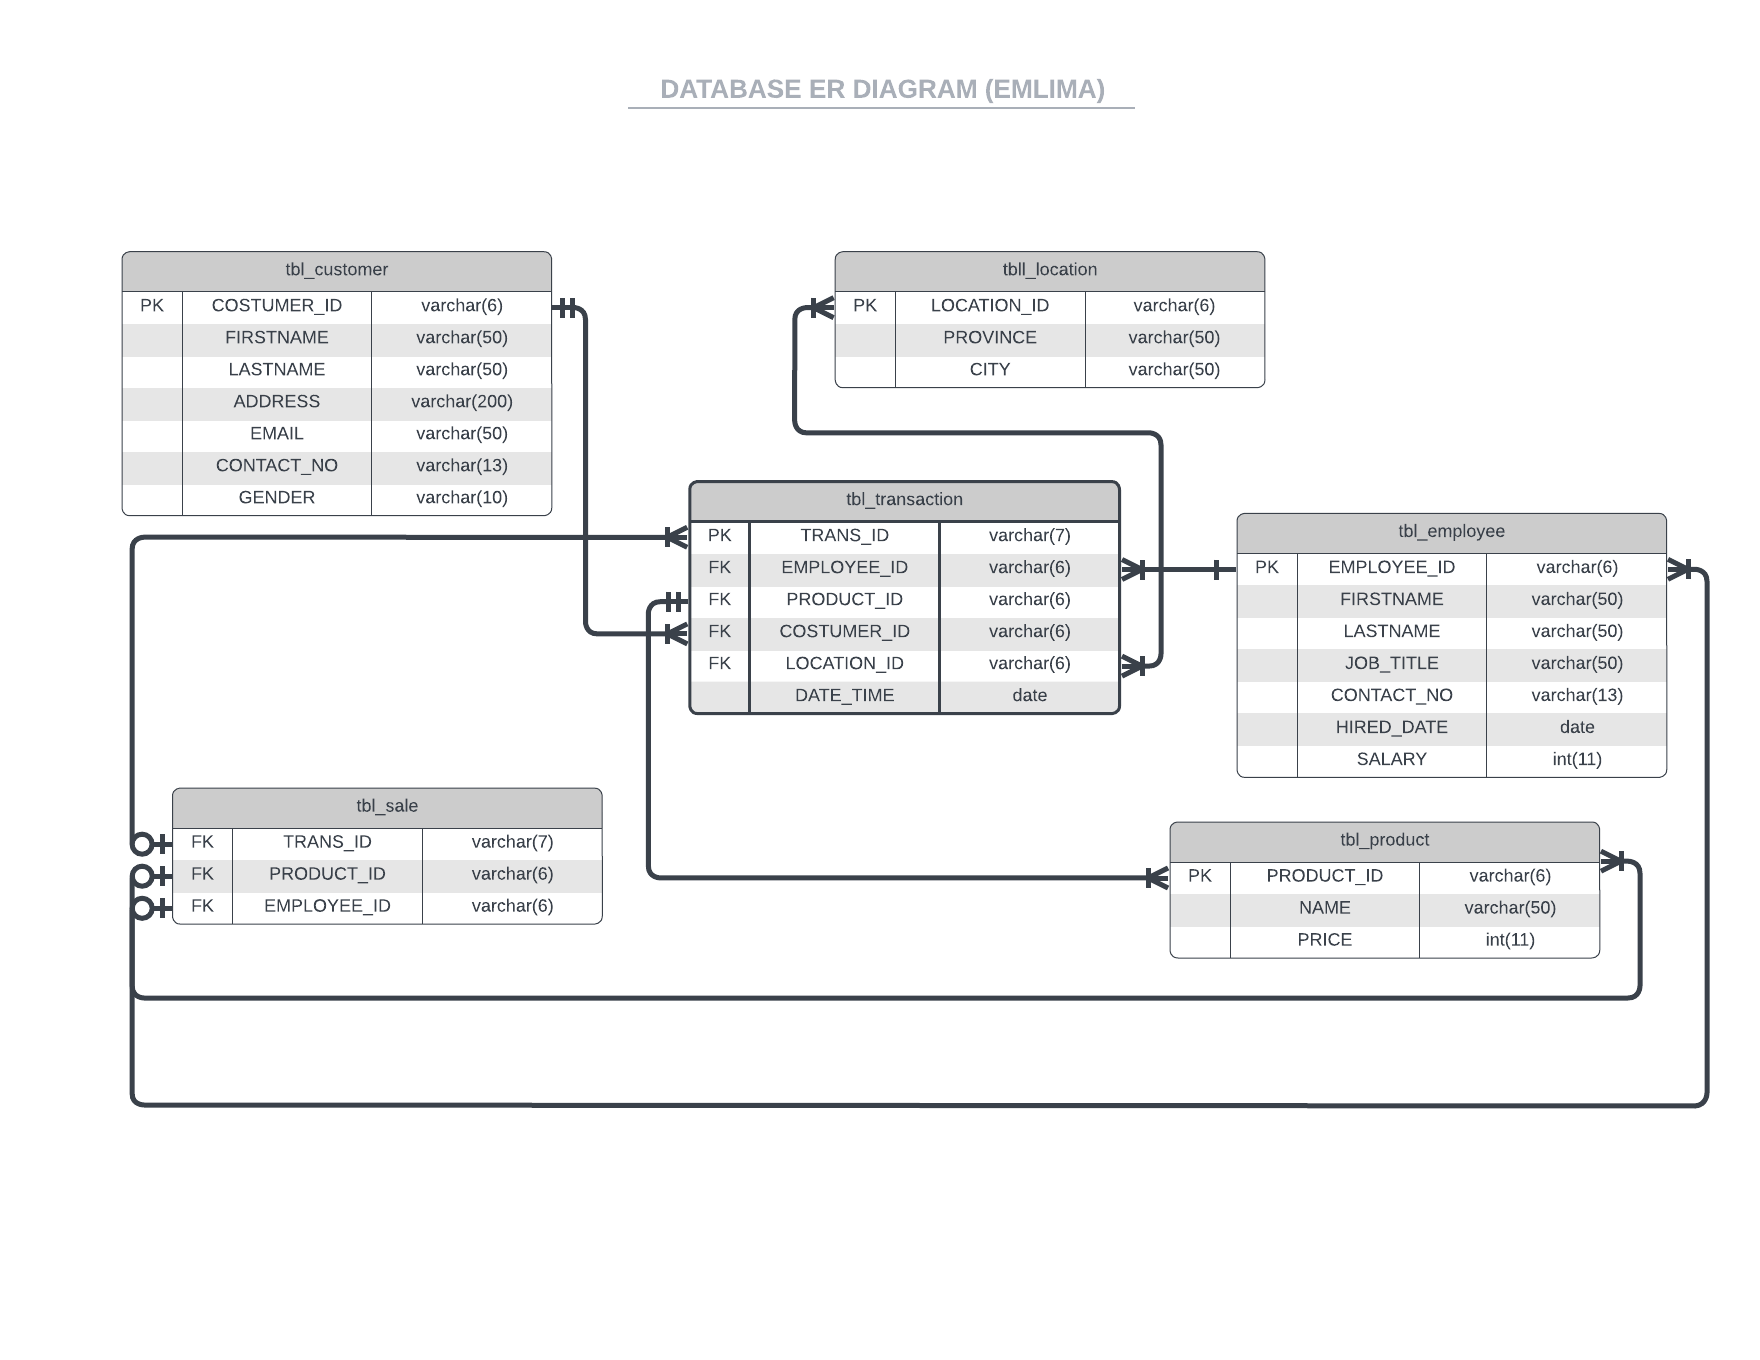 DATABASE ER DIAGRAM (EMLIMA)
tbl_customer
PK COSTUMER_ID varchar(6)
FIRSTNAME varchar(50)
LASTNAME varchar(50)
ADDRESS varchar(200)
EMAIL varchar(50)
CONTACT_NO varchar(13)
GENDER varchar(10)
tbll_location
PK LOCATION_ID varchar(6)
PROVINCE varchar(50)
CITY varchar(50)
tbl_transaction
PK TRANS_ID varchar(7)
FK EMPLOYEE_ID varchar(6)
FK PRODUCT_ID varchar(6)
FK COSTUMER_ID varchar(6)
FK LOCATION_ID varchar(6)
DATE_TIME date
tbl_employee
PK EMPLOYEE_ID varchar(6)
FIRSTNAME varchar(50)
LASTNAME varchar(50)
JOB_TITLE varchar(50)
CONTACT_NO varchar(13)
HIRED_DATE date
SALARY int(11)
tbl_sale
FK TRANS_ID varchar(7)
FK PRODUCT_ID varchar(6)
FK EMPLOYEE_ID varchar(6)
tbl_product
PK PRODUCT_ID varchar(6)
NAME varchar(50)
PRICE int(11)